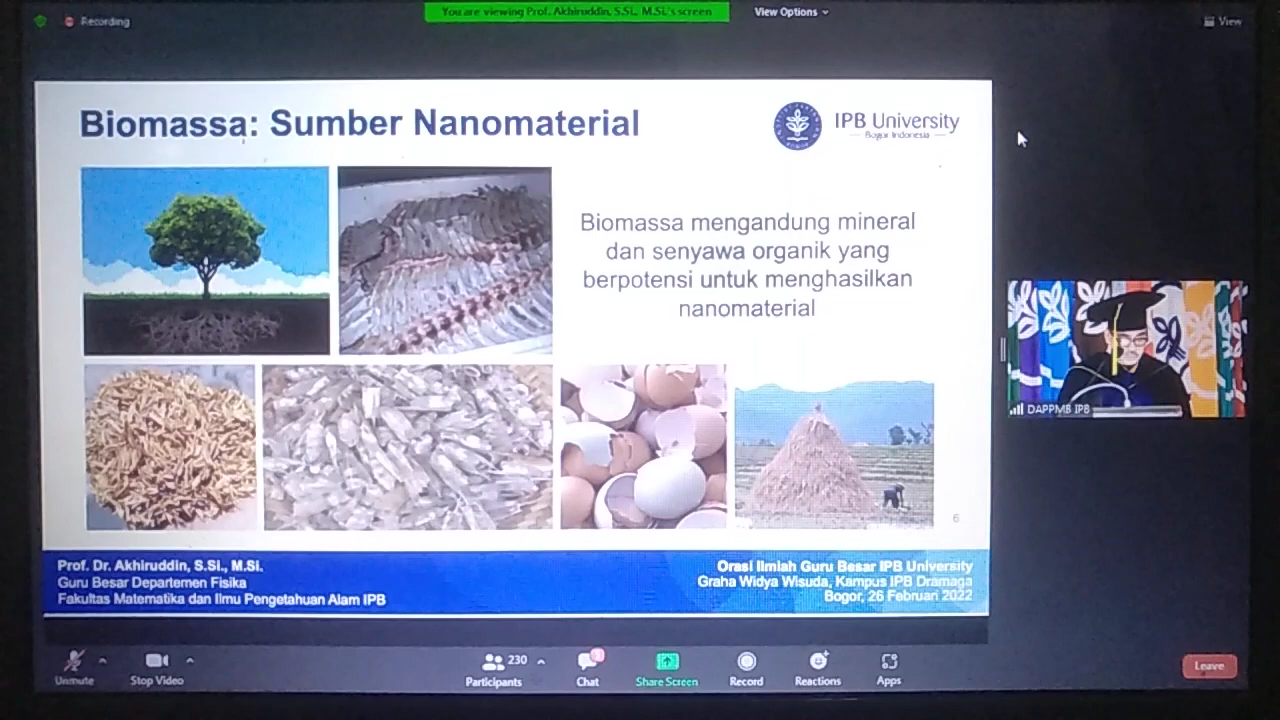 Recording
You are viewing Prof. Akhiruddin, S.Si., M.Si.'s screen
View Options
View
Biomassa: Sumber Nanomaterial
IPB University
Bogor Indonesia
Biomassa mengandung mineral
dan senyawa organik yang
berpotensi untuk menghasilkan
nanomaterial
DAPPMB IPB
6
Prof. Dr. Akhiruddin, S.Si., M.Si.
Guru Besar Departemen Fisika
Fakultas Matematika dan Ilmu Pengetahuan Alam IPB
Orasi Ilmiah Guru Besar IPB University
Graha Widya Wisuda, Kampus IPB Dramaga
Bogor, 26 Februari 2022
Unmute
Stop Video
230
Participants
Chat
Share Screen
Record
Reactions
Apps
Leave